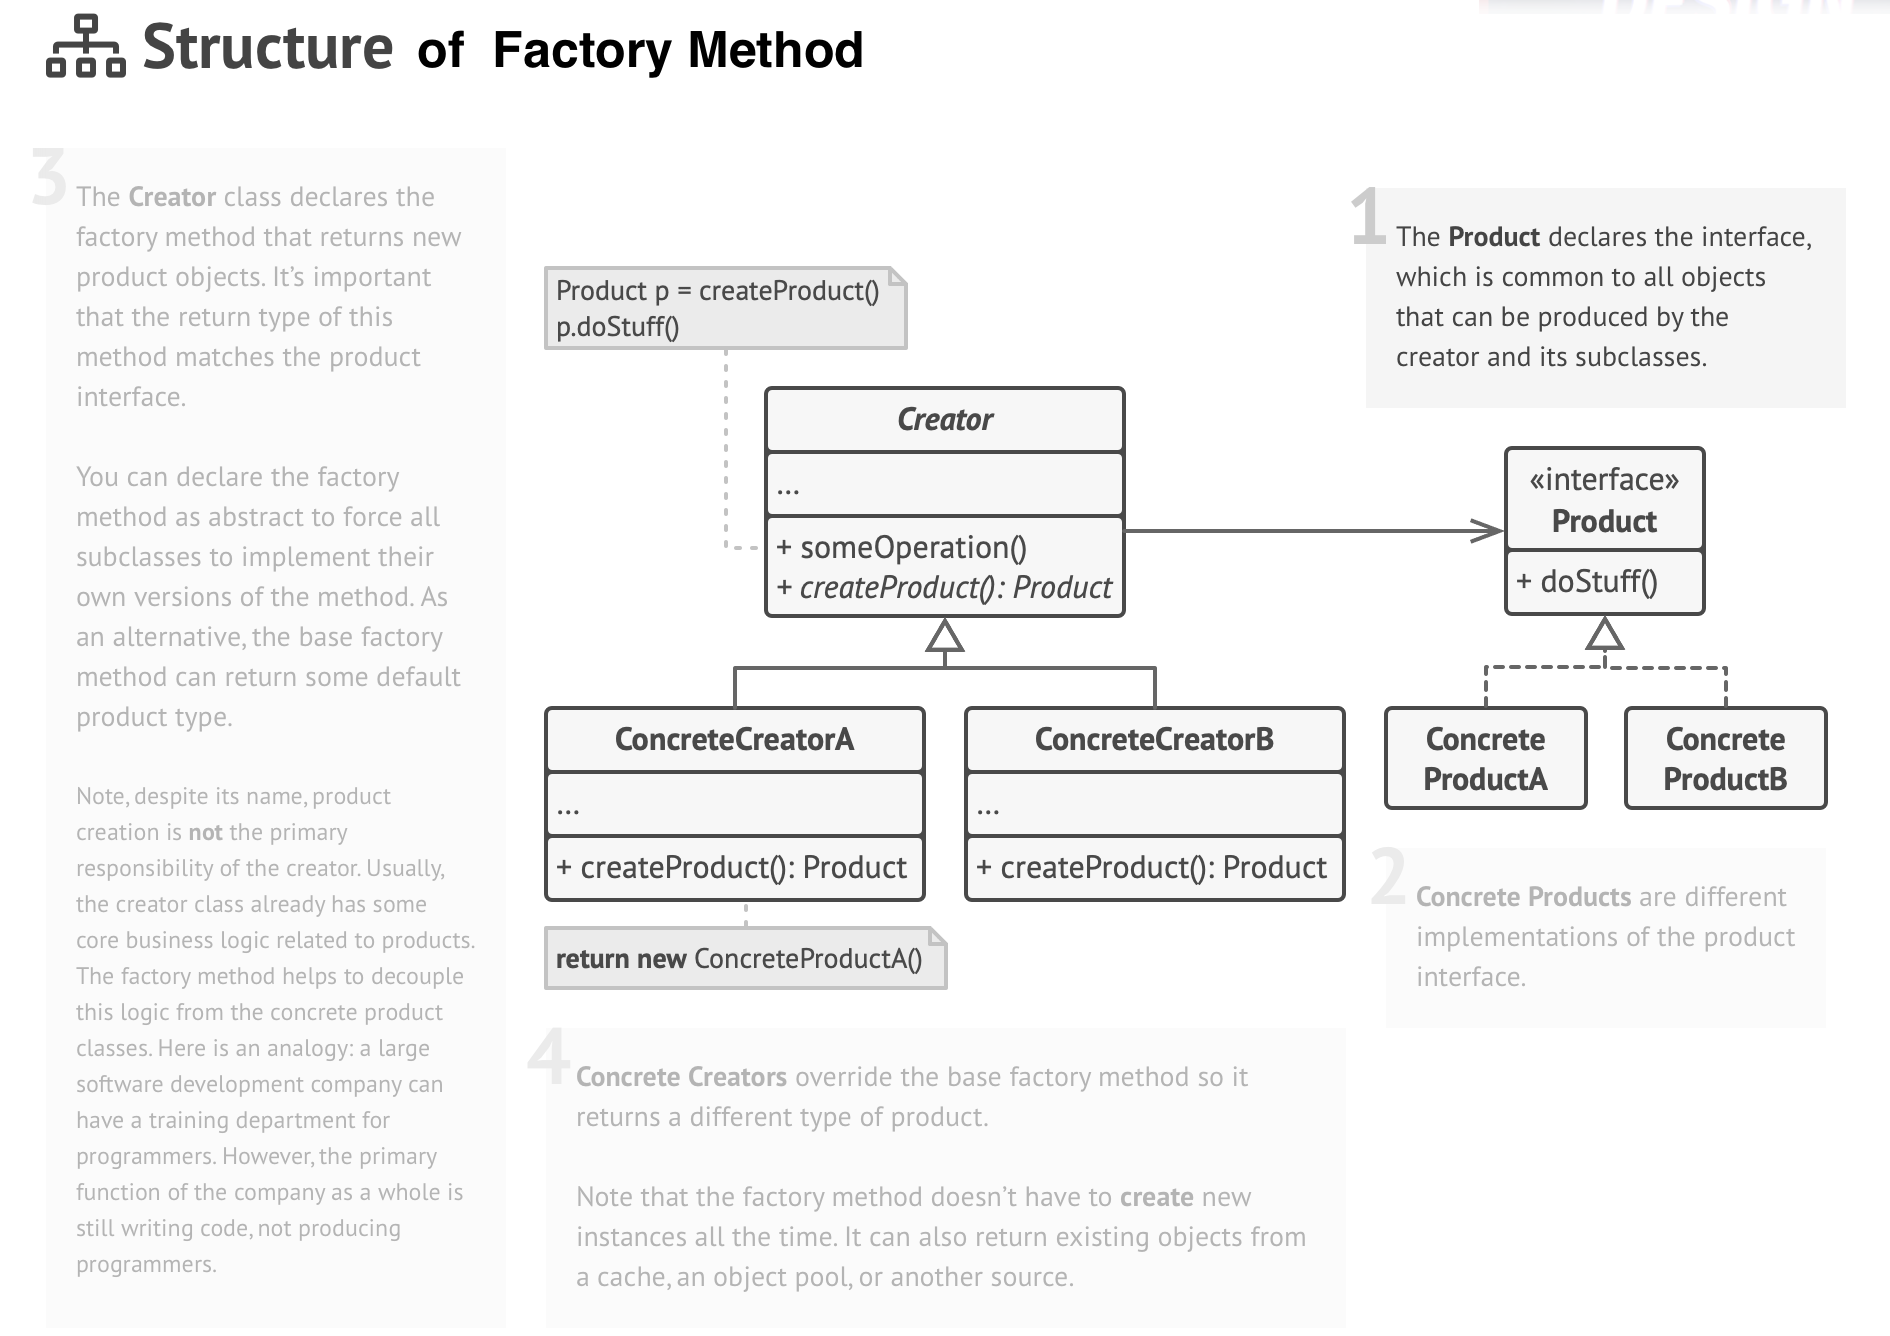 Structure of Factory Method
3
The Creator class declares the
factory method that returns new
product objects. It’s important
that the return type of this
method matches the product
interface.
You can declare the factory
method as abstract to force all
subclasses to implement their
own versions of the method. As
an alternative, the base factory
method can return some default
product type.
Note, despite its name, product
creation is not the primary
responsibility of the creator. Usually,
the creator class already has some
core business logic related to products.
The factory method helps to decouple
this logic from the concrete product
classes. Here is an analogy: a large
software development company can
have a training department for
programmers. However, the primary
function of the company as a whole is
still writing code, not producing
programmers.
Product p = createProduct()
p.doStuff()
Creator
...
+ someOperation()
+ createProduct(): Product
1
The Product declares the interface,
which is common to all objects
that can be produced by the
creator and its subclasses.
«interface»
Product
+ doStuff()
ConcreteCreatorA
...
+ createProduct(): Product
ConcreteCreatorB
...
+ createProduct(): Product
Concrete
ProductA
Concrete
ProductB
return new ConcreteProductA()
2
Concrete Products are different
implementations of the product
interface.
4
Concrete Creators override the base factory method so it
returns a different type of product.
Note that the factory method doesn’t have to create new
instances all the time. It can also return existing objects from
a cache, an object pool, or another source.